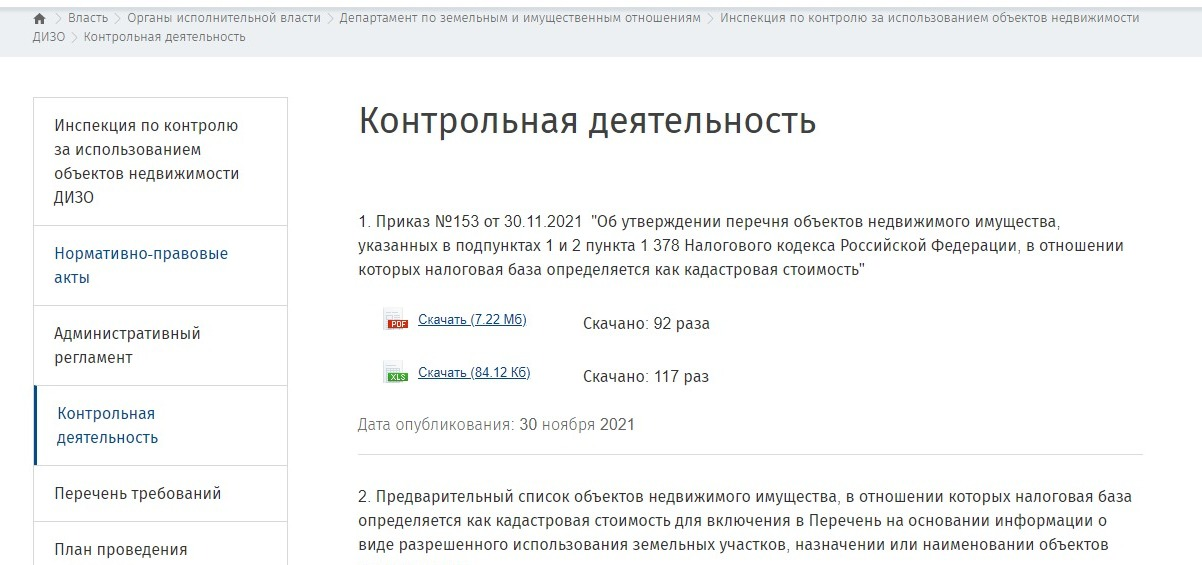 Власть > Органы исполнительной власти > Департамент по земельным и имущественным отношениям > Инспекция по контролю за использованием объектов недвижимости
ДИЗО > Контрольная деятельность
Инспекция по контролю
за использованием
объектов недвижимости
ДИЗО
Нормативно-правовые
акты
Административный
регламент
Контрольная
деятельность
Перечень требований
План проведения
Контрольная деятельность
1. Приказ №153 от 30.11.2021 "Об утверждении перечня объектов недвижимого имущества,
указанных в подпунктах 1 и 2 пункта 1 378 Налогового кодекса Российской Федерации, в отношении
которых налоговая база определяется как кадастровая стоимость"
PDF Скачать (7.22 Мб) Скачано: 92 раза
XLS Скачать (84.12 Кб) Скачано: 117 раз
Дата опубликования: 30 ноября 2021
2. Предварительный список объектов недвижимого имущества, в отношении которых налоговая база
определяется как кадастровая стоимость для включения в Перечень на основании информации о
виде разрешенного использования земельных участков, назначении или наименовании объектов